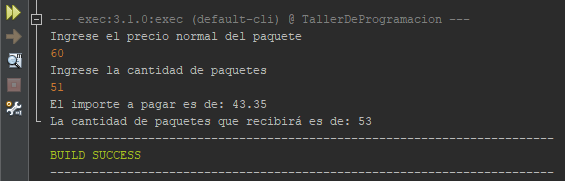 --- exec:3.1.0:exec (default-cli) @ TallerDeProgramacion ---
Ingrese el precio normal del paquete
60
Ingrese la cantidad de paquetes
51
El importe a pagar es de: 43.35
La cantidad de paquetes que recibirá es de: 53
------------------------------------------------------------------------
BUILD SUCCESS
------------------------------------------------------------------------